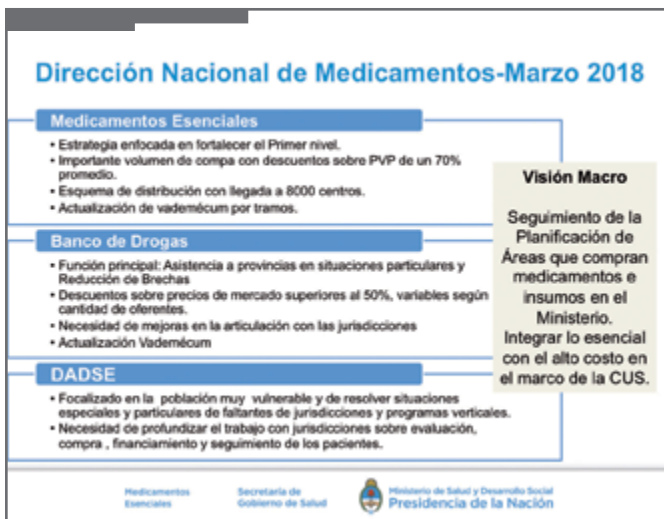 Dirección Nacional de Medicamentos-Marzo 2018
Medicamentos Esenciales
• Estrategia enfocada en fortalecer el Primer nivel.
• Importante volumen de compa con descuentos sobre PVP de un 70%
promedio.
• Esquema de distribución con llegada a 8000 centros.
• Actualización de vademécum por tramos.
Banco de Drogas
• Función principal: Asistencia a provincias en situaciones particulares y
Reducción de Brechas
• Descuentos sobre precios de mercado superiores al 50%, variables según
cantidad de oferentes.
• Necesidad de mejoras en la articulación con las jurisdicciones
• Actualización Vademécum
DADSE
• Focalizado en la población muy vulnerable y de resolver situaciones
especiales y particulares de faltantes de jurisdicciones y programas verticales.
• Necesidad de profundizar el trabajo con jurisdicciones sobre evaluación,
compra , financiamiento y seguimiento de los pacientes.
Visión Macro
Seguimiento de la
Planificación de
Áreas que compran
medicamentos e
insumos en el
Ministerio.
Integrar lo esencial
con el alto costo en
el marco de la CUS.
Medicamentos
Esenciales
Secretaría de
Gobierno de Salud
Ministerio de Salud y Desarrollo Social
Presidencia de la Nación